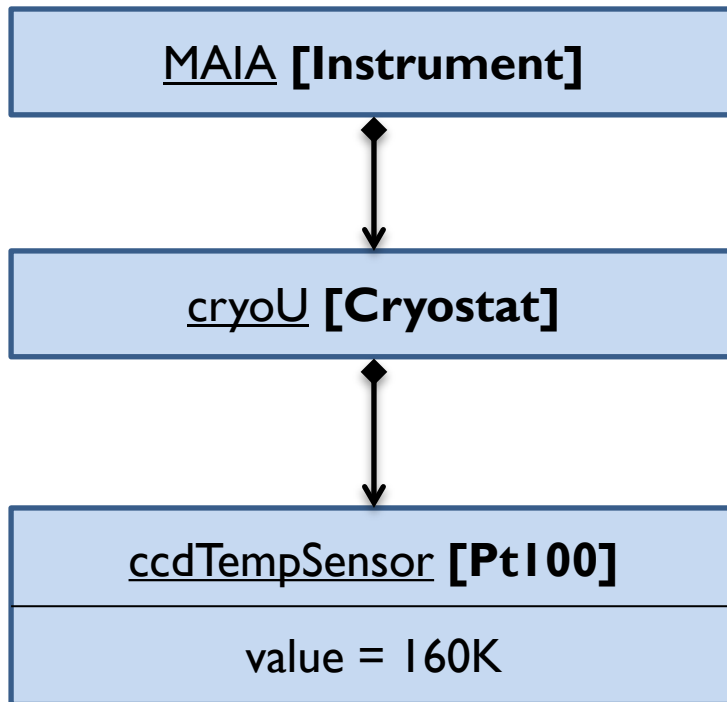 MAIA [Instrument]
cryoU [Cryostat]
ccdTempSensor [Pt100]
value = 160K